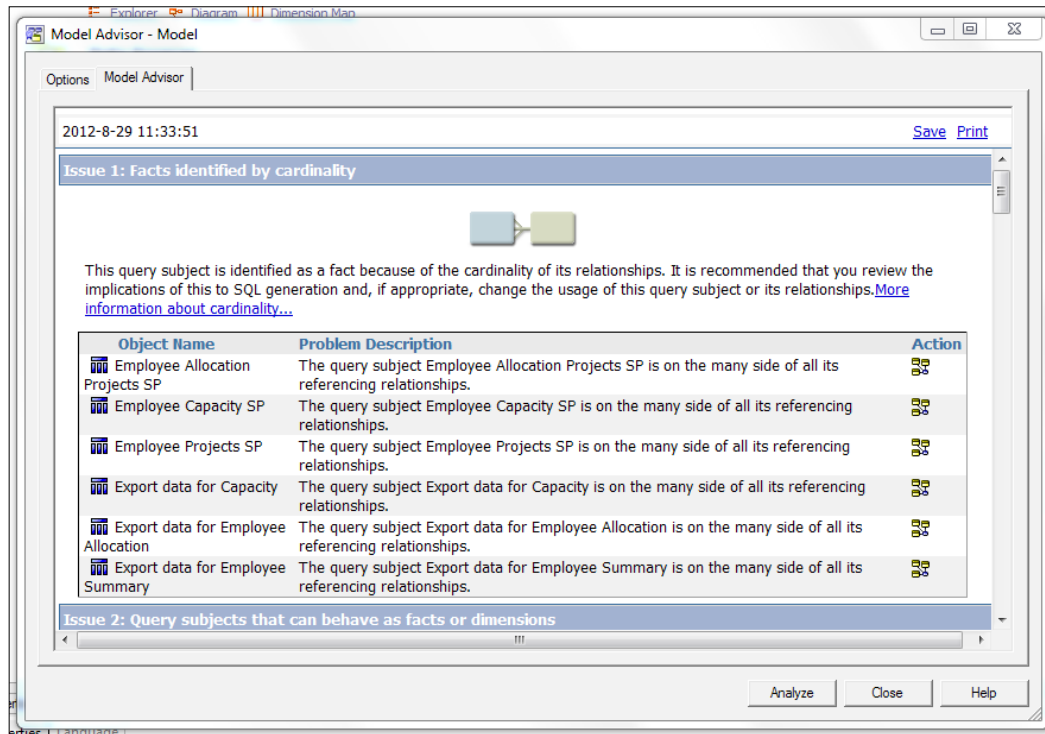 Explorer Diagram Dimension Map
Model Advisor - Model
Options Model Advisor
2012-8-29 11:33:51 Save Print
Issue 1: Facts identified by cardinality
This query subject is identified as a fact because of the cardinality of its relationships. It is recommended that you review the
implications of this to SQL generation and, if appropriate, change the usage of this query subject or its relationships.More
information about cardinality...
Object Name Problem Description Action
Employee Allocation The query subject Employee Allocation Projects SP is on the many side of all its
Projects SP referencing relationships.
Employee Capacity SP The query subject Employee Capacity SP is on the many side of all its referencing
relationships.
Employee Projects SP The query subject Employee Projects SP is on the many side of all its referencing
relationships.
Export data for Capacity The query subject Export data for Capacity is on the many side of all its referencing
relationships.
Export data for Employee The query subject Export data for Employee Allocation is on the many side of all its
Allocation referencing relationships.
Export data for Employee The query subject Export data for Employee Summary is on the many side of all its
Summary referencing relationships.
Issue 2: Query subjects that can behave as facts or dimensions
Analyze Close Help
Language